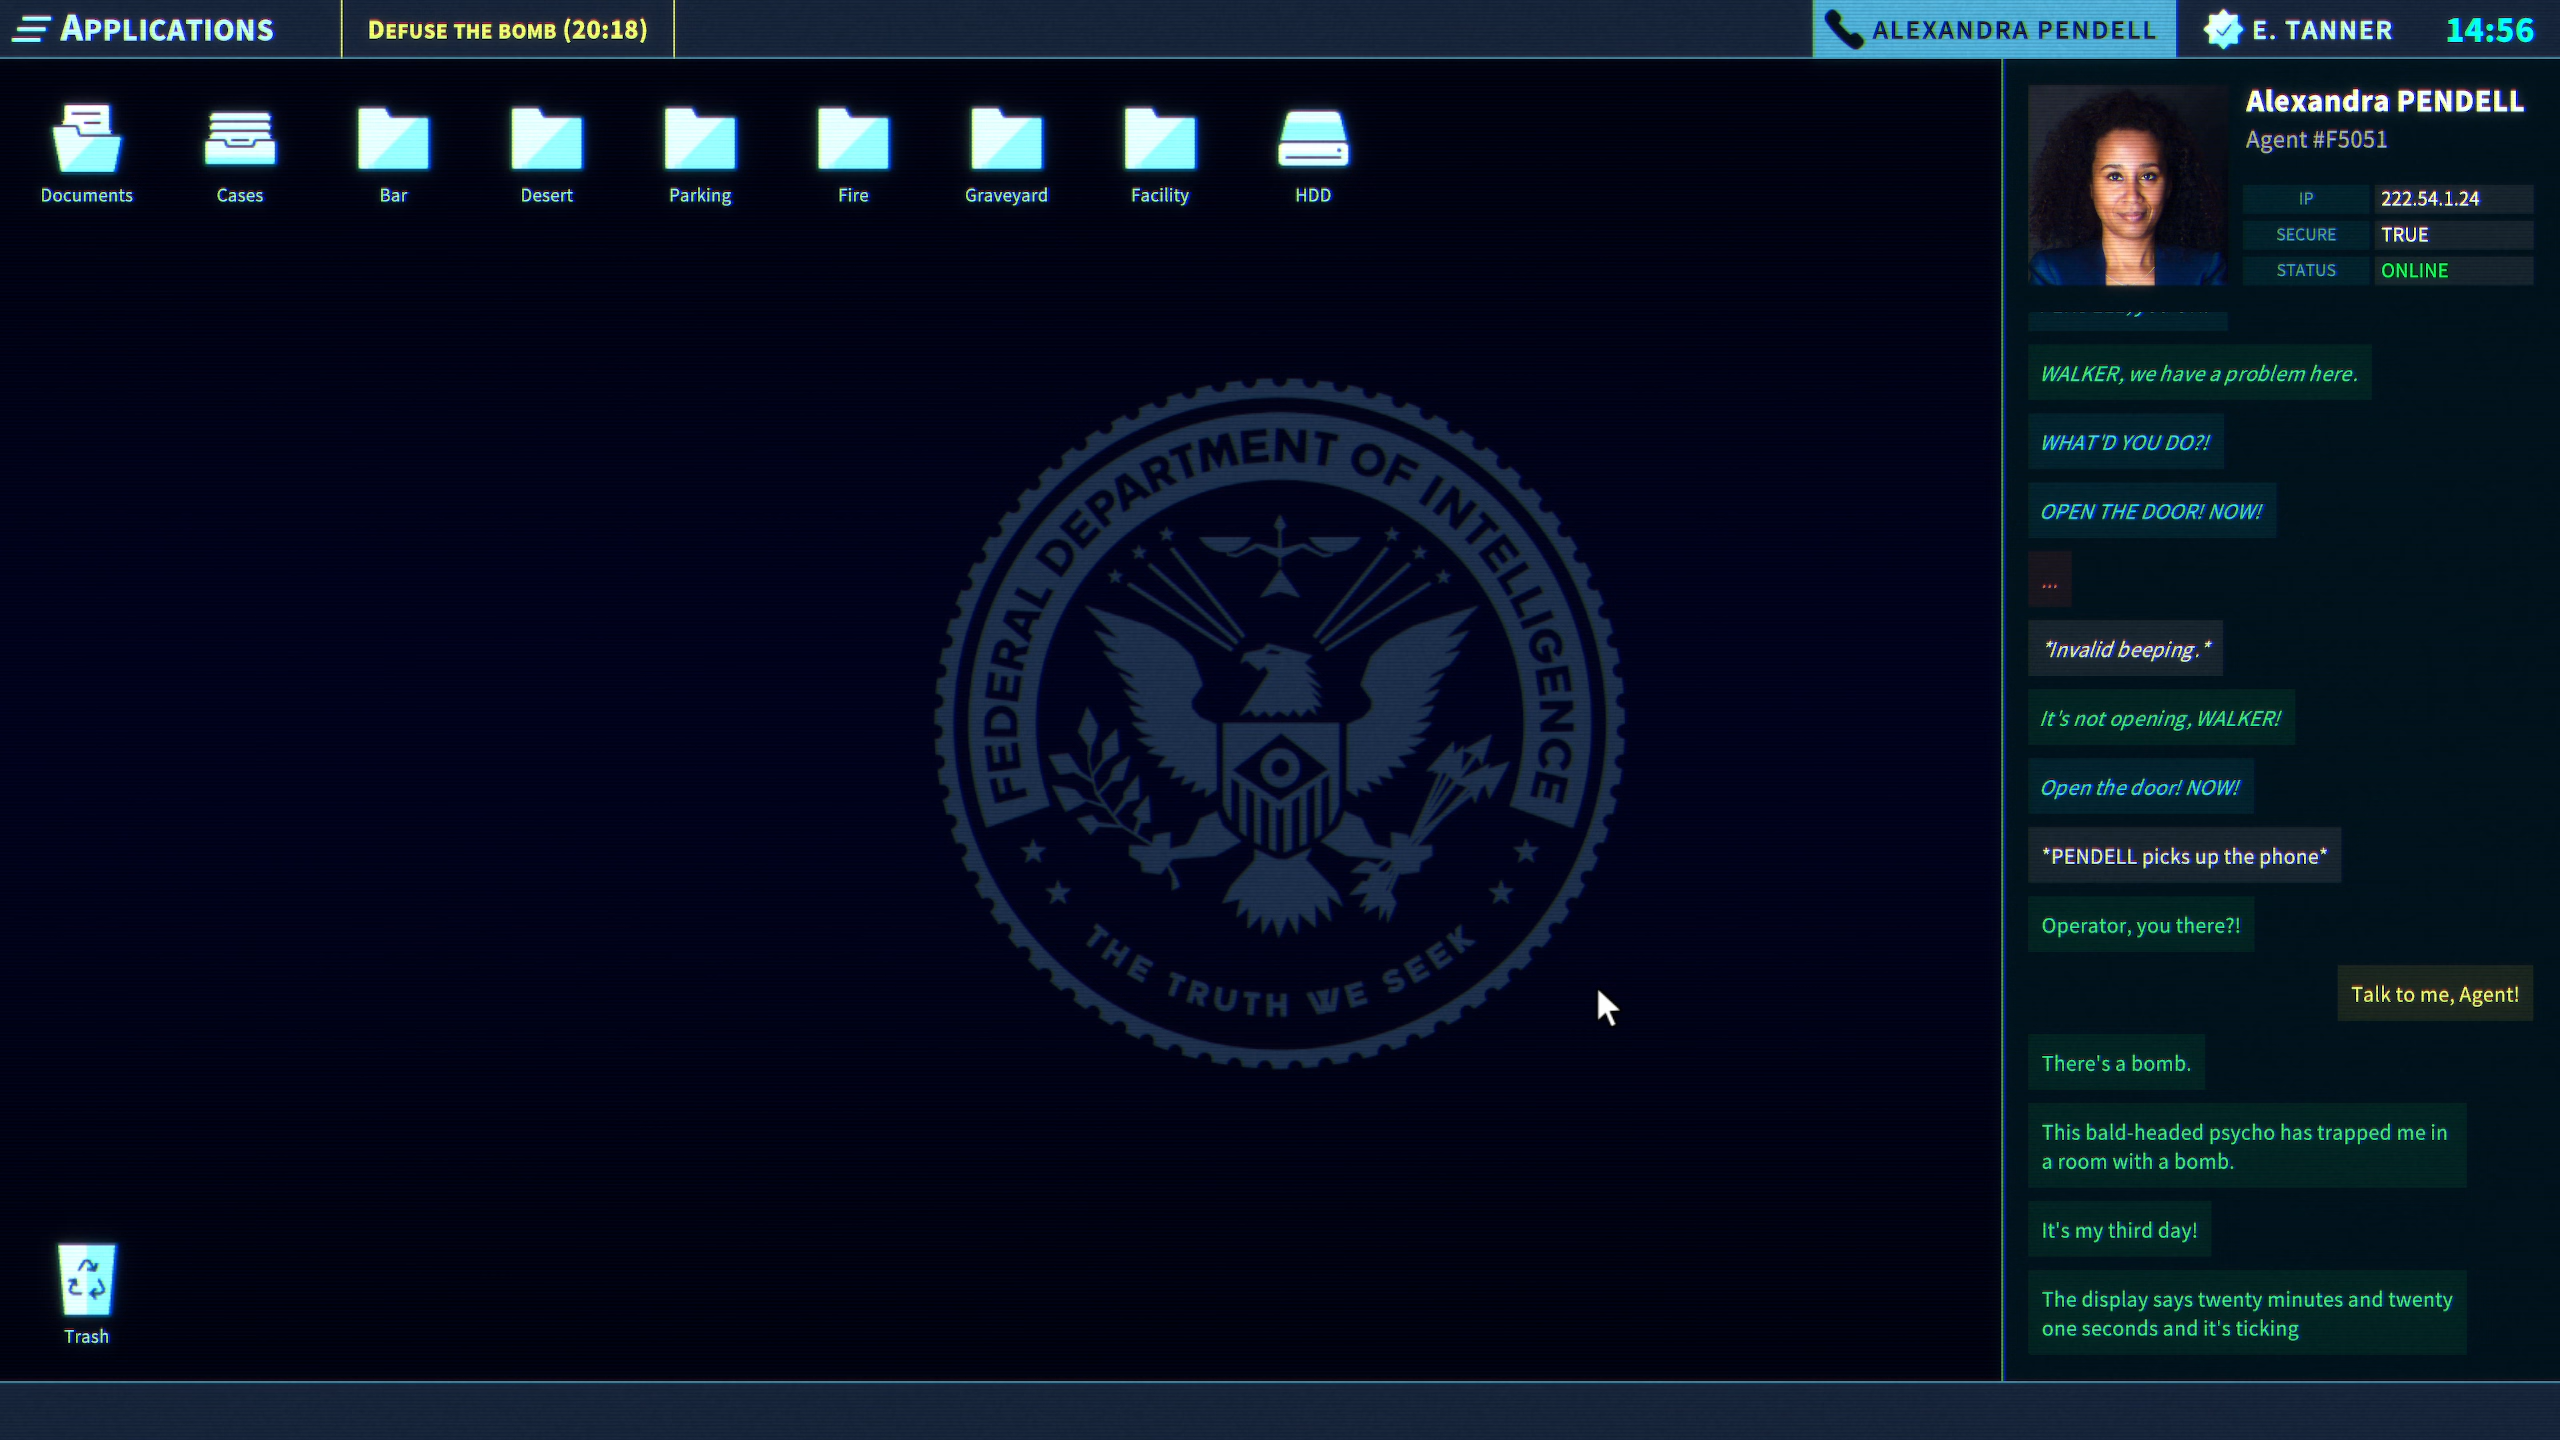 APPLICATIONS
DEFUSE THE BOMB (20:18)
ALEXANDRA PENDELL
E. TANNER
14:56
Documents
Cases
Bar
Desert
Parking
Fire
Graveyard
Facility
HDD
FEDERAL DEPARTMENT OF INTELLIGENCE
THE TRUTH WE SEEK
Trash
Alexandra PENDELL
Agent #F5051
IP 222.54.1.24
SECURE TRUE
STATUS ONLINE
WALKER, we have a problem here.
WHAT'D YOU DO?!
OPEN THE DOOR! NOW!
...
*Invalid beeping.*
It's not opening, WALKER!
Open the door! NOW!
*PENDELL picks up the phone*
Operator, you there?!
Talk to me, Agent!
There's a bomb.
This bald-headed psycho has trapped me in
a room with a bomb.
It's my third day!
The display says twenty minutes and twenty
one seconds and it's ticking